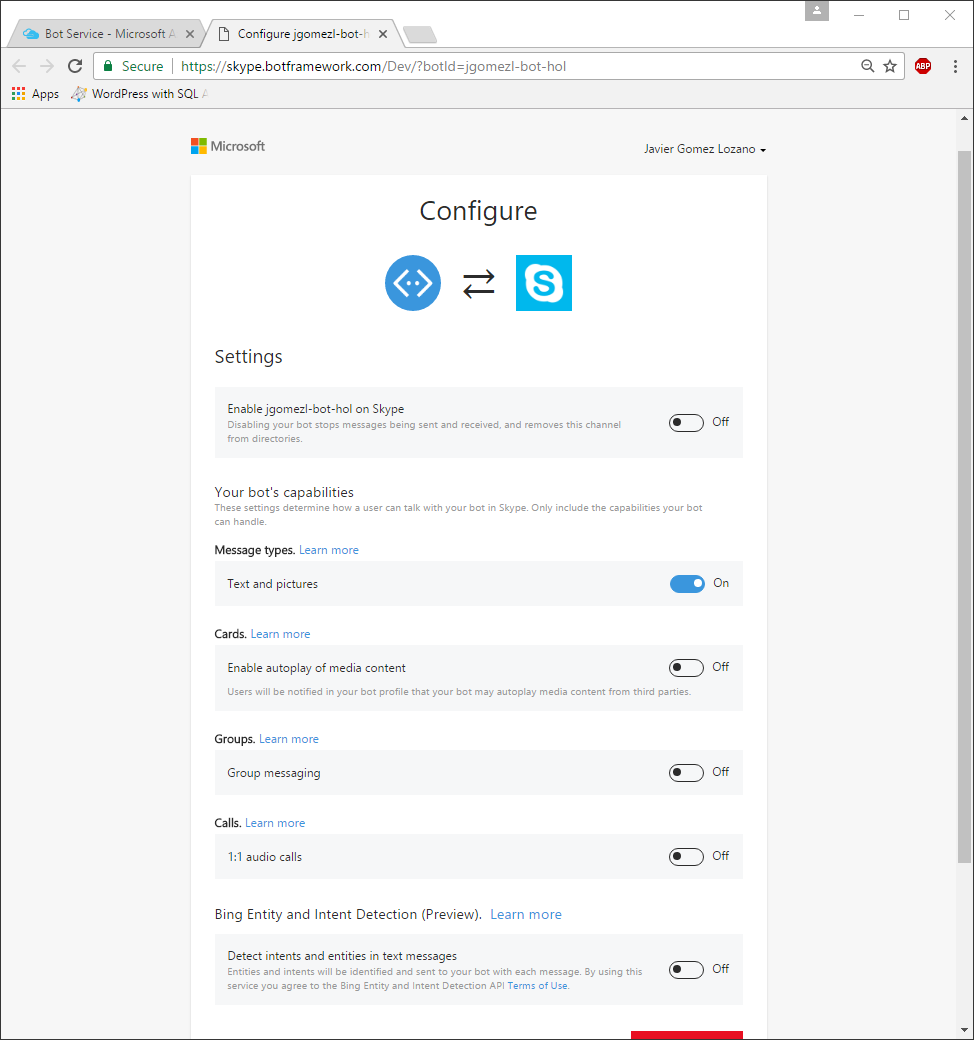 Bot Service - Microsoft A
Configure jgomezl-bot-h
Secure
https://skype.botframework.com/Dev/?botId=jgomezl-bot-hol
ABP
Apps
WordPress with SQL
Microsoft
Javier Gomez Lozano
Configure
Settings
Enable jgomezl-bot-hol on Skype
Off
Disabling your bot stops messages being sent and received, and removes this channel
from directories.
Your bot's capabilities
These settings determine how a user can talk with your bot in Skype. Only include the capabilities your bot
can handle.
Message types. Learn more
Text and pictures
On
Cards. Learn more
Enable autoplay of media content
Off
Users will be notified in your bot profile that your bot may autoplay media content from third parties.
Groups. Learn more
Group messaging
Off
Calls. Learn more
1:1 audio calls
Off
Bing Entity and Intent Detection (Preview). Learn more
Detect intents and entities in text messages
Off
Entities and intents will be identified and sent to your bot with each message. By using this
service you agree to the Bing Entity and Intent Detection API Terms of Use.